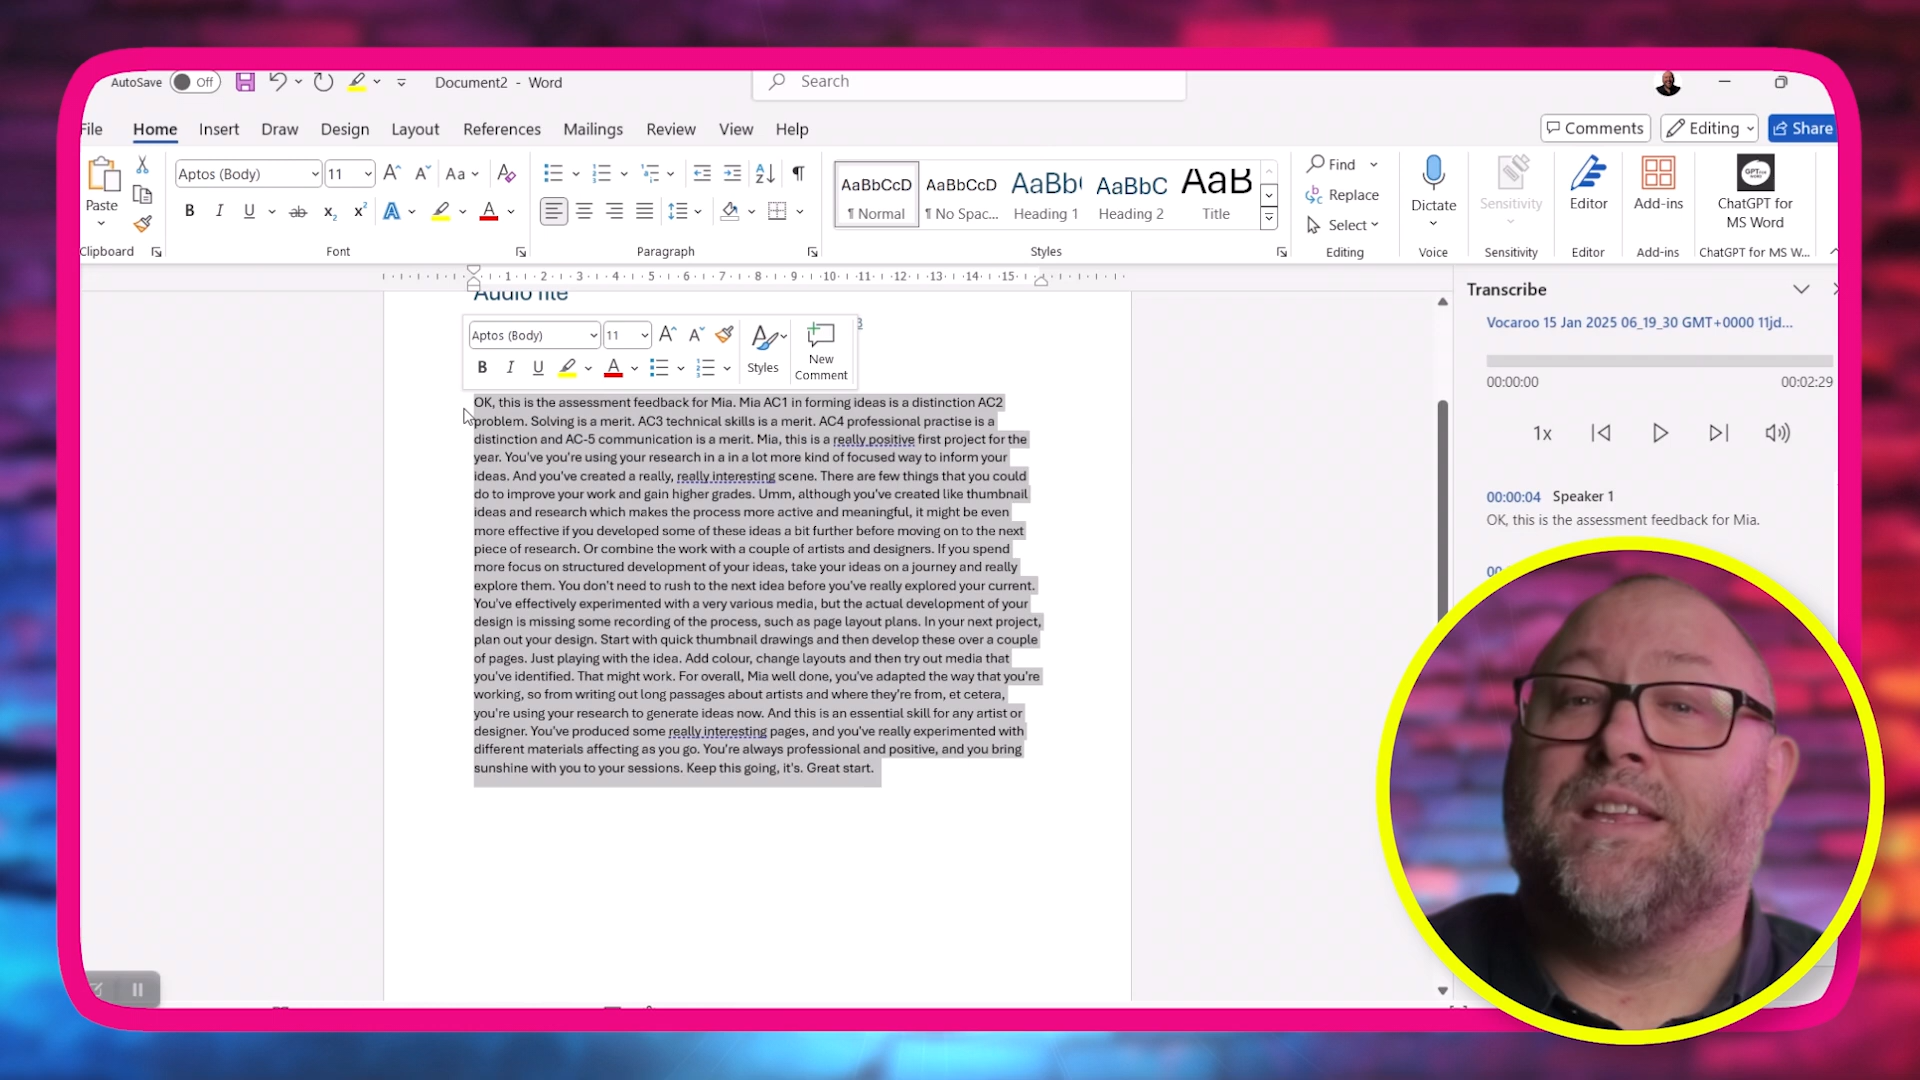 AutoSave Off Document2 - Word Search
File Home Insert Draw Design Layout References Mailings Review View Help Comments Editing Share
Aptos (Body) 11 Aa
Paste
B I U ab x₂ x² A A
AaBbCcD AaBbCcD AaBb( AaBbC AaB
¶ Normal ¶ No Spac... Heading 1 Heading 2 Title
Find
Replace
Select
Dictate
Sensitivity
Editor
Add-ins
ChatGPT for
MS Word
Clipboard Font Paragraph Styles Editing Voice Sensitivity Editor Add-ins ChatGPT for MS W...
1 2 3 4 5 6 7 8 9 10 11 12 13 14 15
Audio file
Aptos (Body) 11
B I U A Styles
New
Comment
OK, this is the assessment feedback for Mia. Mia AC1 in forming ideas is a distinction AC2
problem. Solving is a merit. AC3 technical skills is a merit. AC4 professional practise is a
distinction and AC-5 communication is a merit. Mia, this is a really positive first project for the
year. You've you're using your research in a in a lot more kind of focused way to inform your
ideas. And you've created a really, really interesting scene. There are few things that you could
do to improve your work and gain higher grades. Umm, although you've created like thumbnail
ideas and research which makes the process more active and meaningful, it might be even
more effective if you developed some of these ideas a bit further before moving on to the next
piece of research. Or combine the work with a couple of artists and designers. If you spend
more focus on structured development of your ideas, take your ideas on a journey and really
explore them. You don't need to rush to the next idea before you've really explored your current.
You've effectively experimented with a very various media, but the actual development of your
design is missing some recording of the process, such as page layout plans. In your next project,
plan out your design. Start with quick thumbnail drawings and then develop these over a couple
of pages. Just playing with the idea. Add colour, change layouts and then try out media that
you've identified. That might work. For overall, Mia well done, you've adapted the way that you're
working, so from writing out long passages about artists and where they're from, et cetera,
you're using your research to generate ideas now. And this is an essential skill for any artist or
designer. You've produced some really interesting pages, and you've really experimented with
different materials affecting as you go. You're always professional and positive, and you bring
sunshine with you to your sessions. Keep this going, it's. Great start.
Transcribe
Vocaroo 15 Jan 2025 06_19_30 GMT+0000 11jd...
00:00:00 00:02:29
1x
00:00:04 Speaker 1
OK, this is the assessment feedback for Mia.